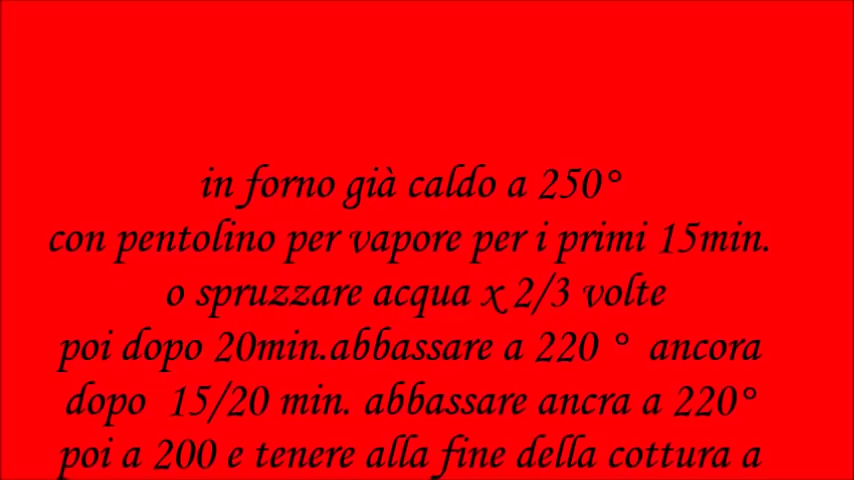 in forno già caldo a 250°
con pentolino per vapore per i primi 15min.
o spruzzare acqua x 2/3 volte
poi dopo 20min.abbassare a 220 ° ancora
dopo 15/20 min. abbassare ancra a 220°
poi a 200 e tenere alla fine della cottura a